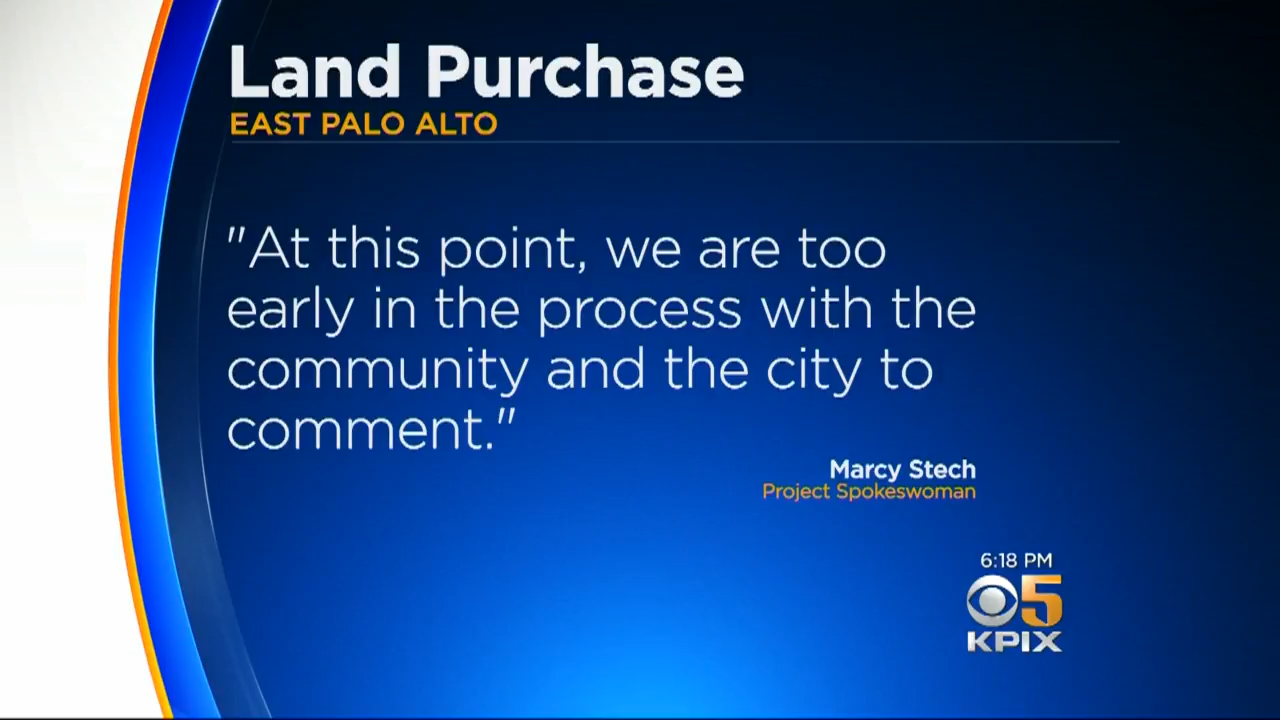 Land Purchase
EAST PALO ALTO
"At this point, we are too
early in the process with the
community and the city to
comment."
Marcy Stech
Project Spokeswoman
6:18 PM
5
KPIX